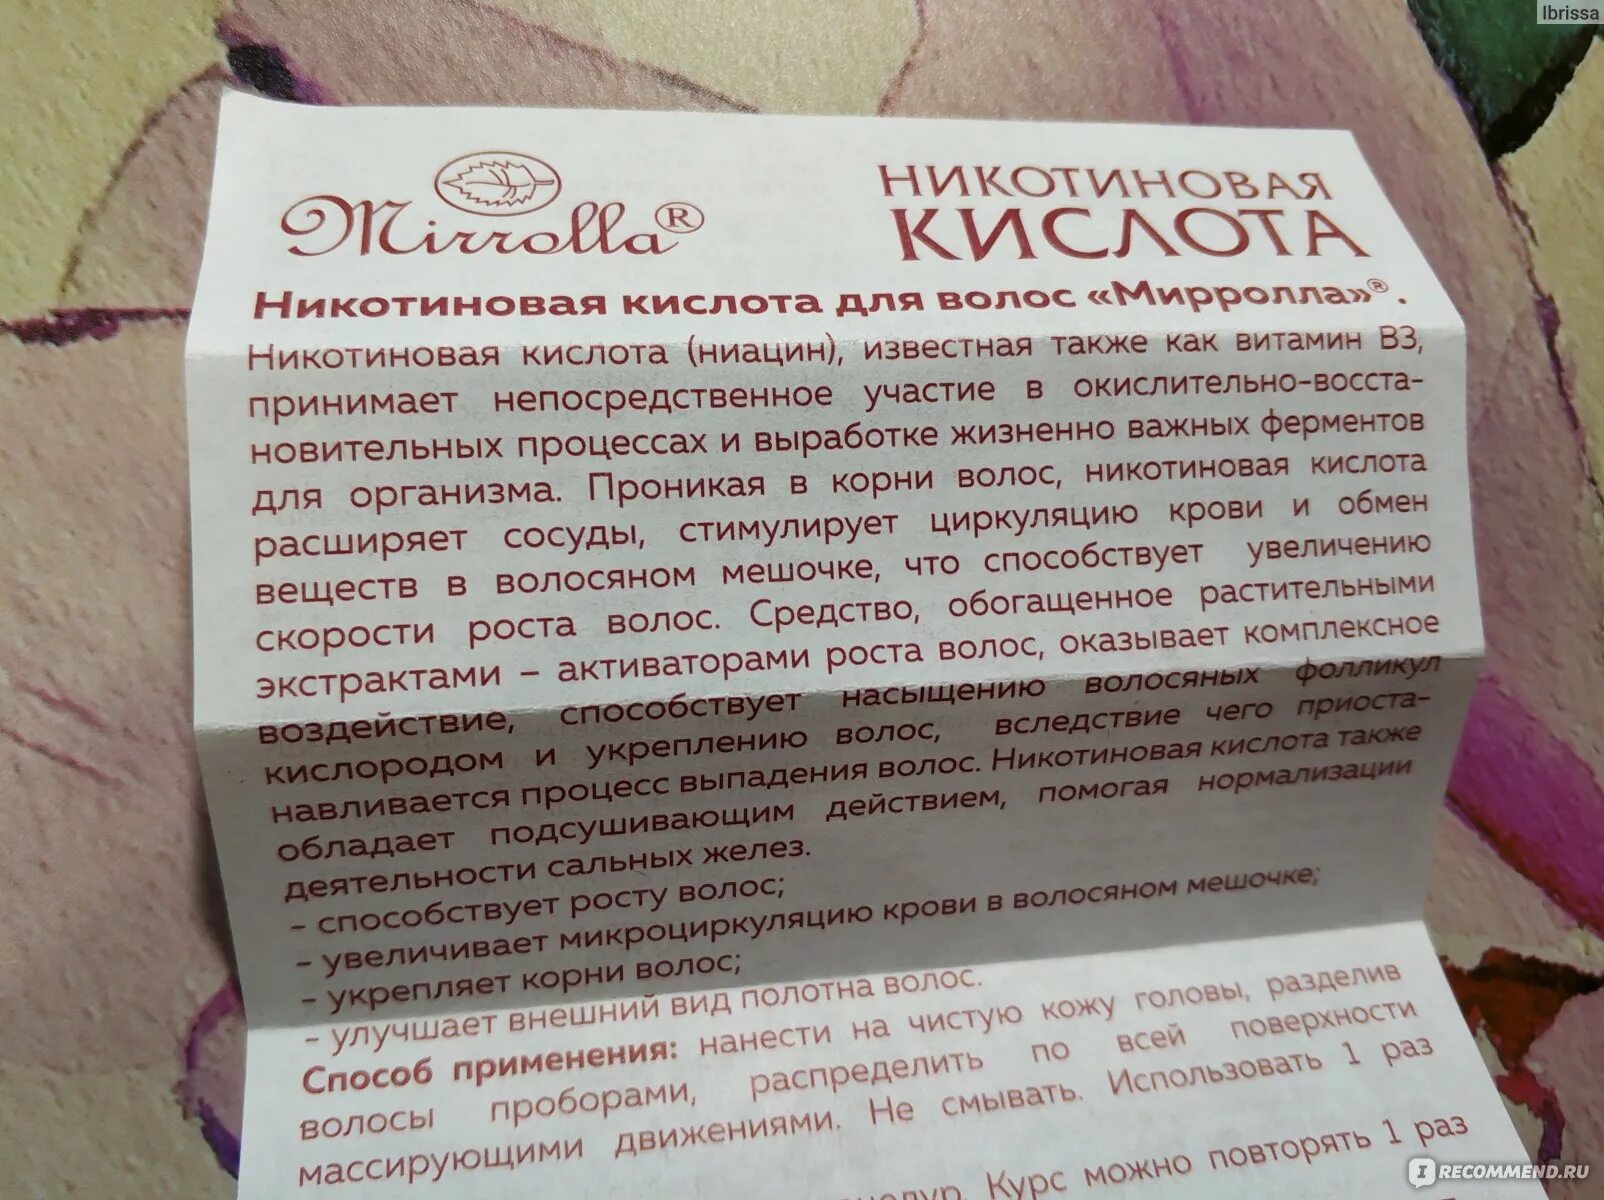 Ibrissa
Mirrolla®
НИКОТИНОВАЯ
КИСЛОТА
Никотиновая кислота для волос «Мирролла»®.
Никотиновая кислота (ниацин), известная также как витамин В3,
принимает непосредственное участие в окислительно-восста-
новительных процессах и выработке жизненно важных ферментов
для организма. Проникая в корни волос, никотиновая кислота
расширяет сосуды, стимулирует циркуляцию крови и обмен
веществ в волосяном мешочке, что способствует увеличению
скорости роста волос. Средство, обогащенное растительными
экстрактами – активаторами роста волос, оказывает комплексное
воздействие, способствует насыщению волосяных фолликул
кислородом и укреплению волос, вследствие чего приоста-
навливается процесс выпадения волос. Никотиновая кислота также
обладает подсушивающим действием, помогая нормализации
деятельности сальных желез.
- способствует росту волос;
- увеличивает микроциркуляцию крови в волосяном мешочке;
- укрепляет корни волос;
- улучшает внешний вид полотна волос.
Способ применения: нанести на чистую кожу головы, разделив
волосы проборами, распределить по всей поверхности
массирующими движениями. Не смывать. Использовать 1 раз
Курс можно повторять 1 раз
IRECOMMEND.RU